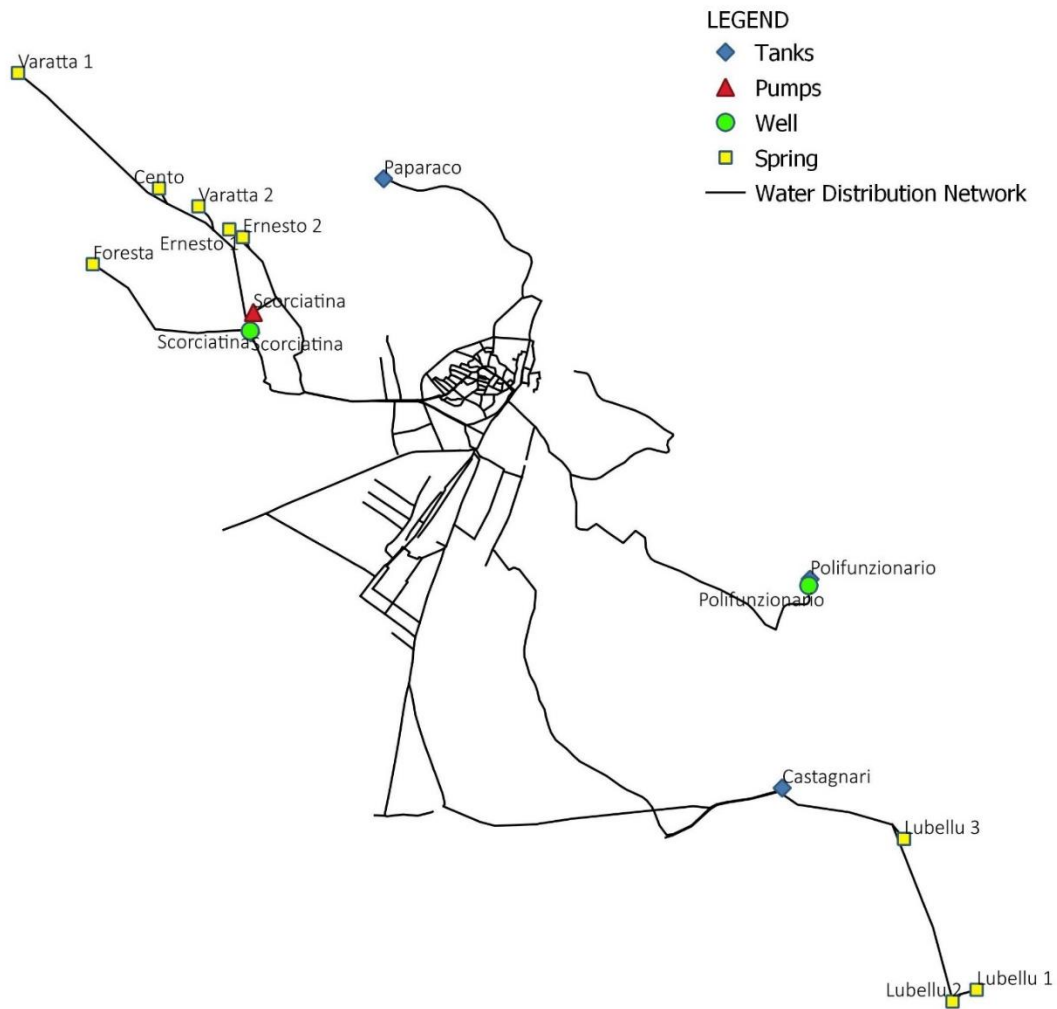 LEGEND
Tanks
Pumps
Well
Spring
Water Distribution Network
Varatta 1
Cento
Varatta 2
Ernesto 2
Ernesto 1
Foresta
Paparaco
Scorciatina
Scorciatina
Scorciatina
Polifunzionario
Polifunzionario
Castagnari
Lubellu 3
Lubellu 1
Lubellu 2